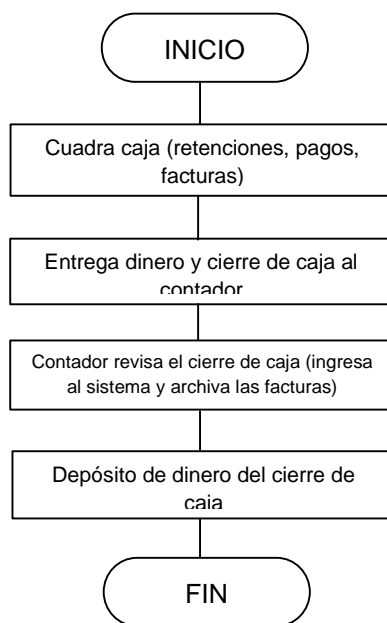 INICIO
Cuadra caja (retenciones, pagos,
facturas)
Entrega dinero y cierre de caja al
contador
Contador revisa el cierre de caja (ingresa
al sistema y archiva las facturas)
Depósito de dinero del cierre de
caja
FIN